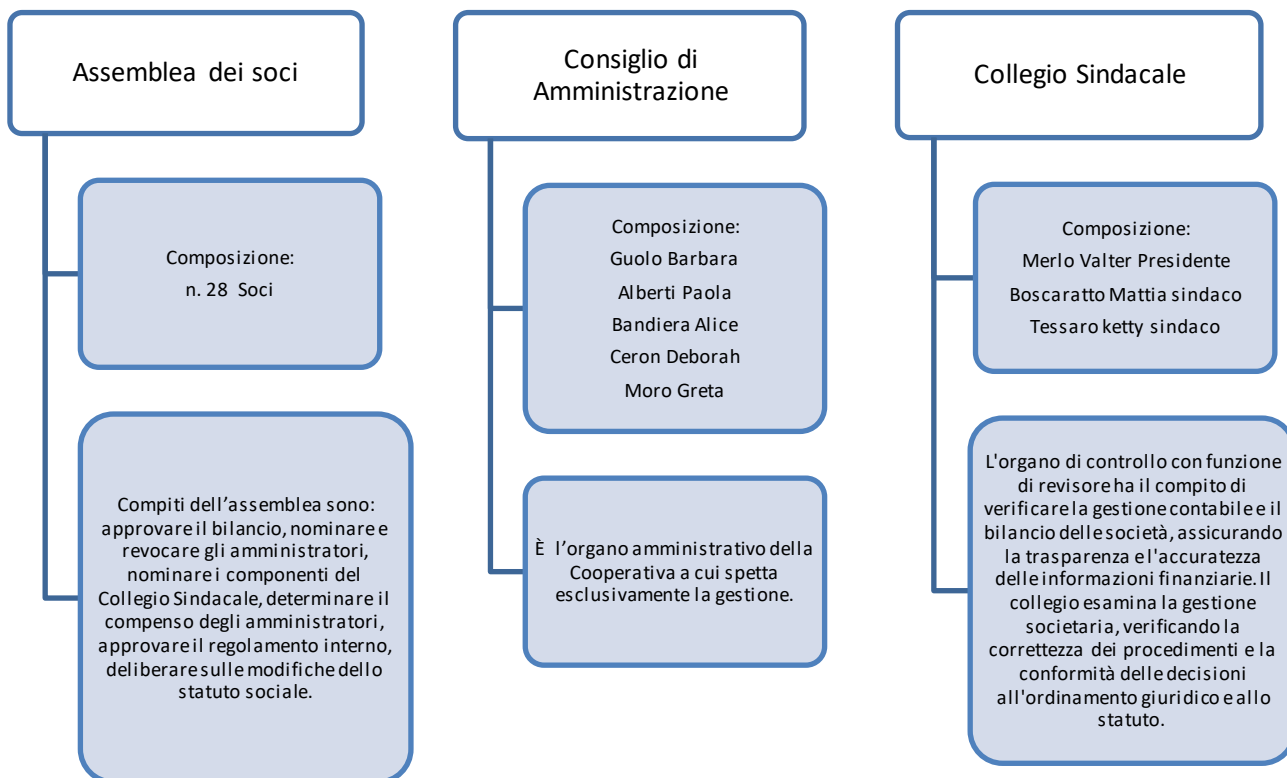 Assemblea dei soci
Composizione:
n. 28 Soci
Compiti dell’assemblea sono:
approvare il bilancio, nominare e
revocare gli amministratori,
nominare i componenti del
Collegio Sindacale, determinare il
compenso degli amministratori,
approvare il regolamento interno,
deliberare sulle modifiche dello
statuto sociale.
Consiglio di
Amministrazione
Composizione:
Guolo Barbara
Alberti Paola
Bandiera Alice
Ceron Deborah
Moro Greta
È l’organo amministrativo della
Cooperativa a cui spetta
esclusivamente la gestione.
Collegio Sindacale
Composizione:
Merlo Valter Presidente
Boscaratto Mattia sindaco
Tessaro ketty sindaco
L'organo di controllo con funzione
di revisore ha il compito di
verificare la gestione contabile e il
bilancio delle società, assicurando
la trasparenza e l'accuratezza
delle informazioni finanziarie. Il
collegio esamina la gestione
societaria, verificando la
correttezza dei procedimenti e la
conformità delle decisioni
all'ordinamento giuridico e allo
statuto.